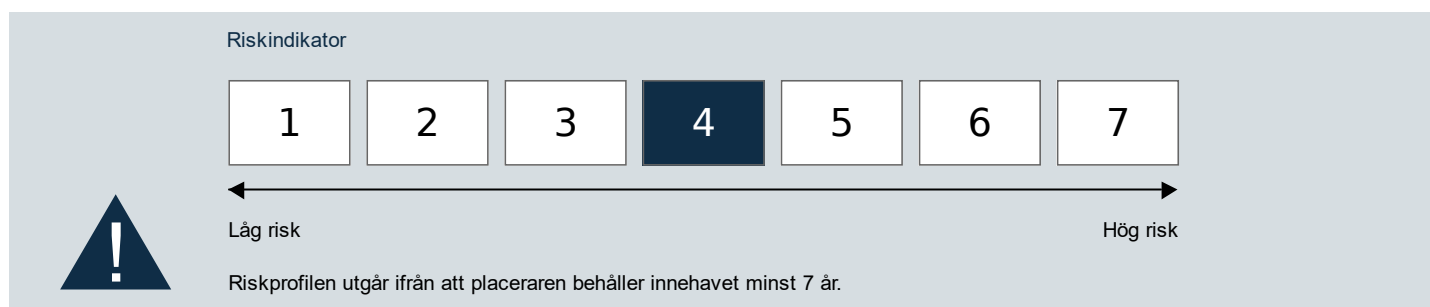 Riskindikator
1 2 3 4 5 6 7
Låg risk Hög risk
!
Riskprofilen utgår ifrån att placeraren behåller innehavet minst 7 år.